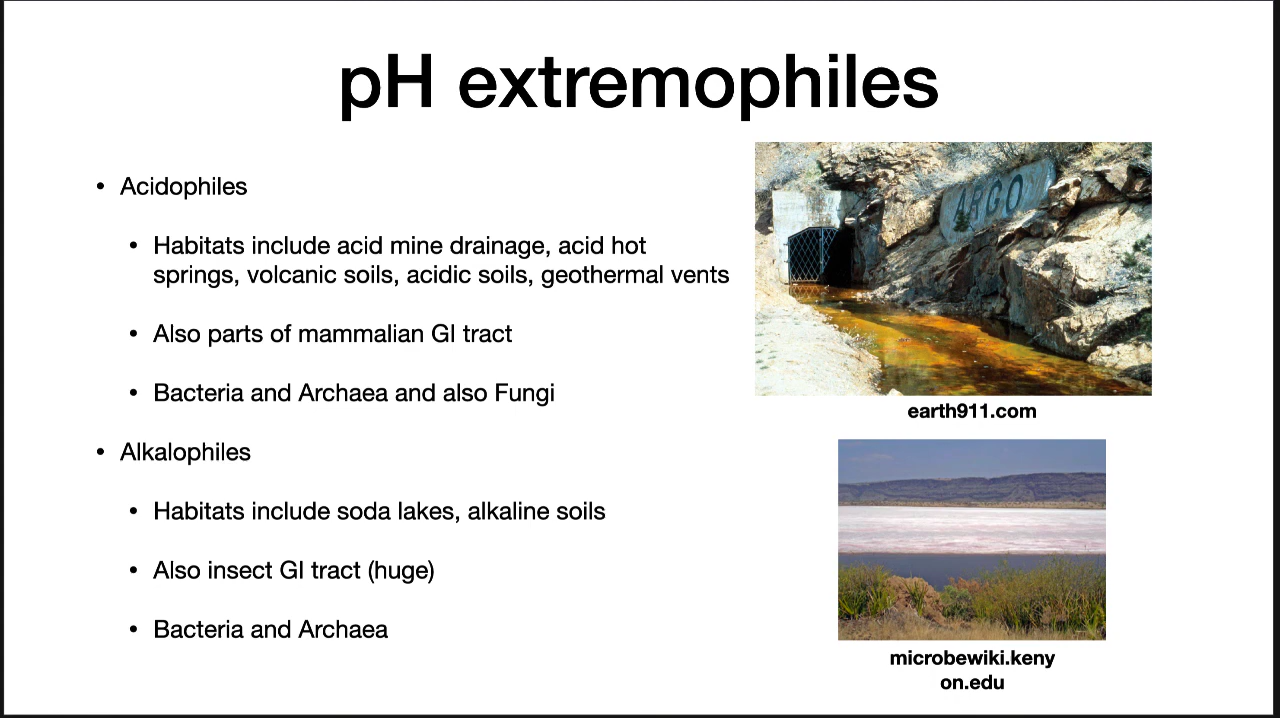 pH extremophiles
• Acidophiles
• Habitats include acid mine drainage, acid hot
springs, volcanic soils, acidic soils, geothermal vents
• Also parts of mammalian GI tract
• Bacteria and Archaea and also Fungi
• Alkalophiles
• Habitats include soda lakes, alkaline soils
• Also insect GI tract (huge)
• Bacteria and Archaea
ARGO
earth911.com
microbewiki.keny
on.edu